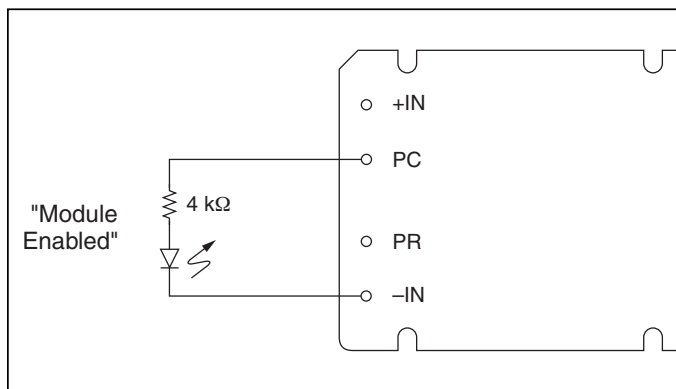 +IN
PC
4 kΩ
"Module
Enabled"
PR
–IN